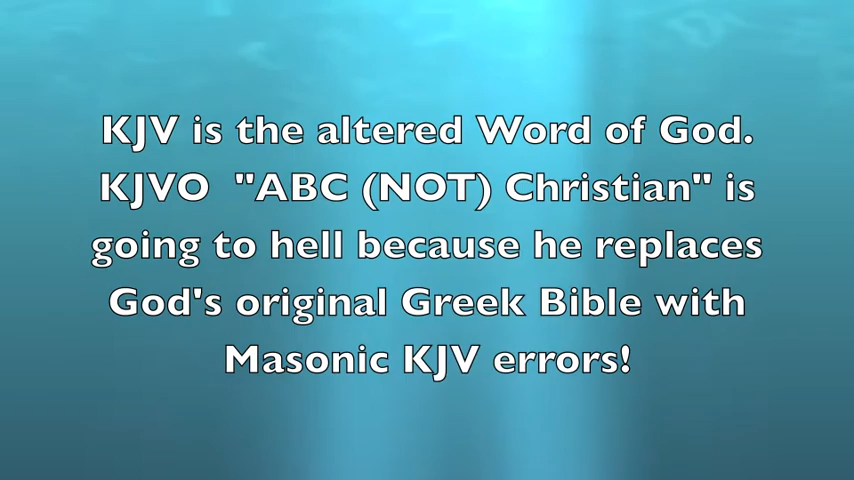 KJV is the altered Word of God.
KJVO "ABC (NOT) Christian" is
going to hell because he replaces
God's original Greek Bible with
Masonic KJV errors!